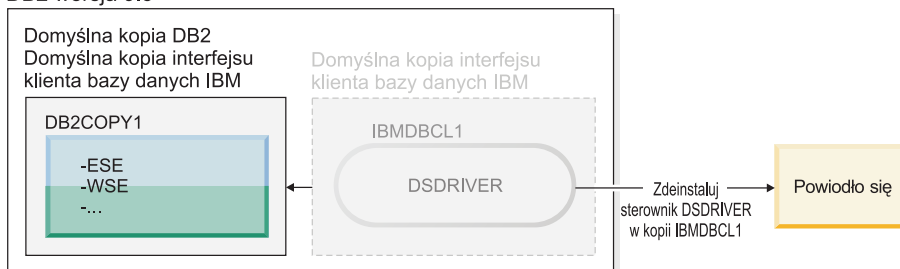 Domyślna kopia DB2
Domyślna kopia interfejsu
klienta bazy danych IBM
DB2COPY1
-ESE
-WSE
-...
Domyślna kopia interfejsu
klienta bazy danych IBM
IBMDBCL1
DSDRIVER
Zdeinstaluj
sterownik DSDRIVER
w kopii IBMDBCL1
Powiodło się